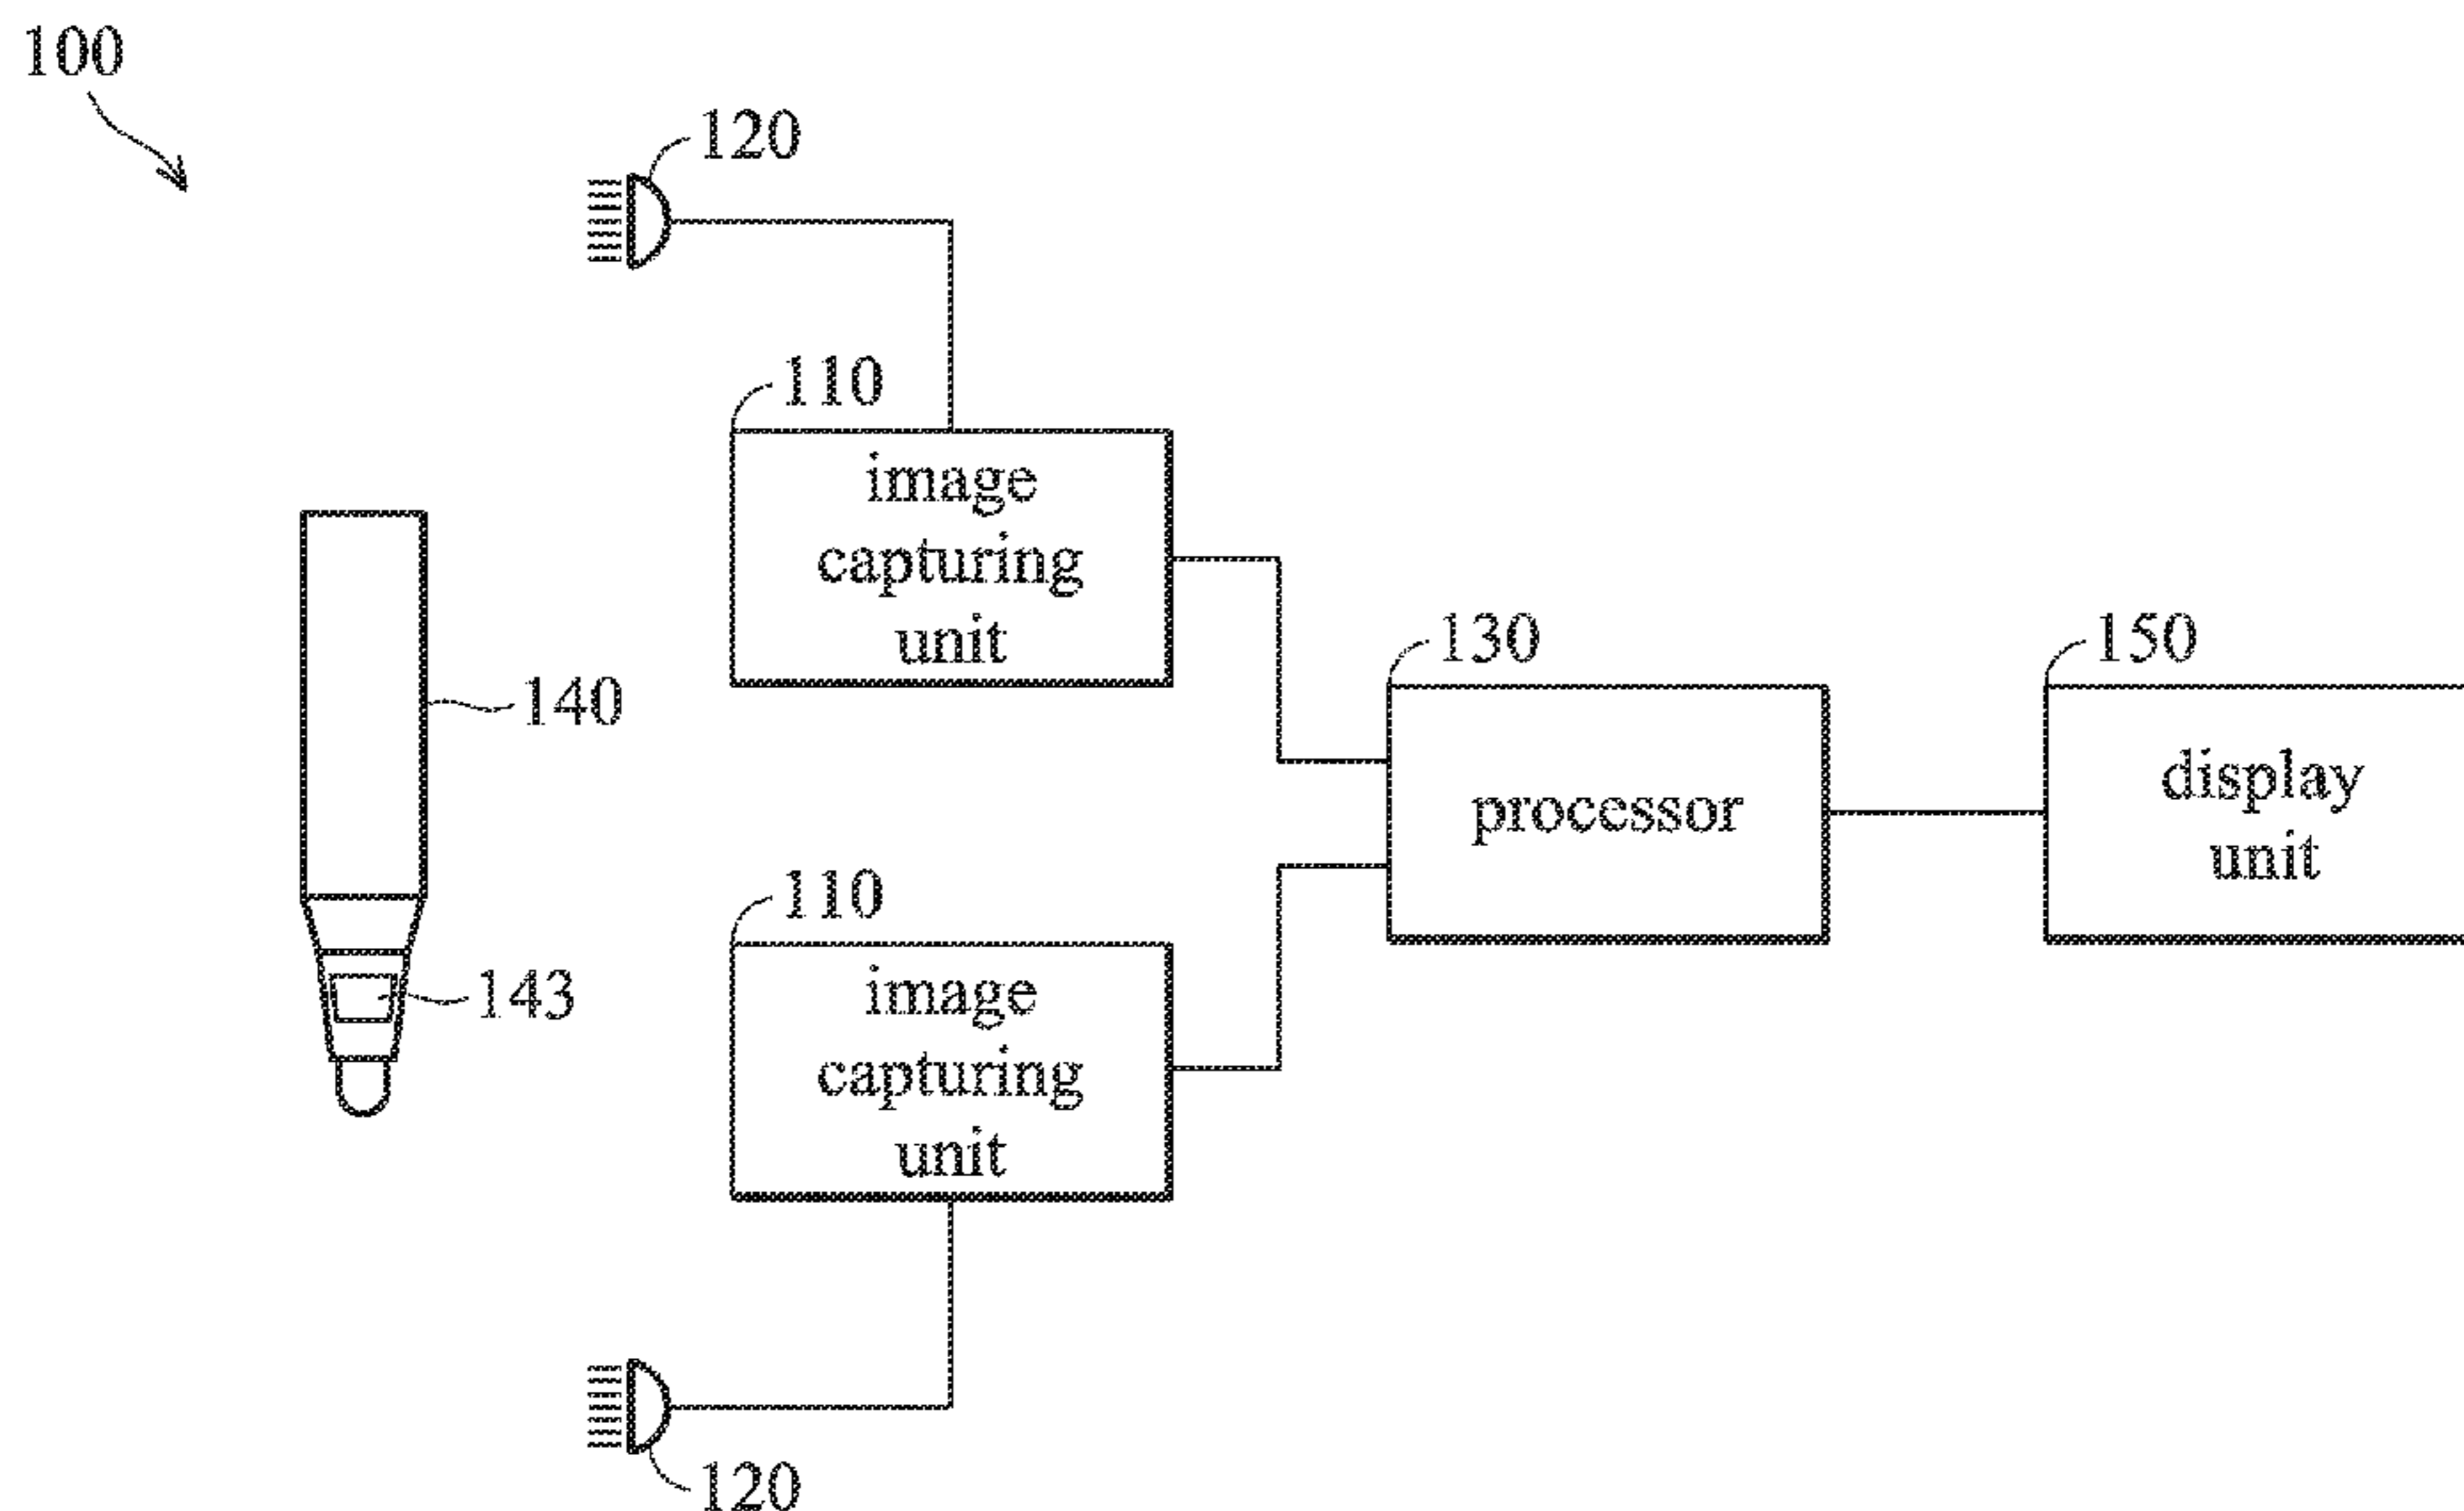 100
120
110
image
capturing
unit
140
130
processor
150
display
unit
110
143
image
capturing
unit
120